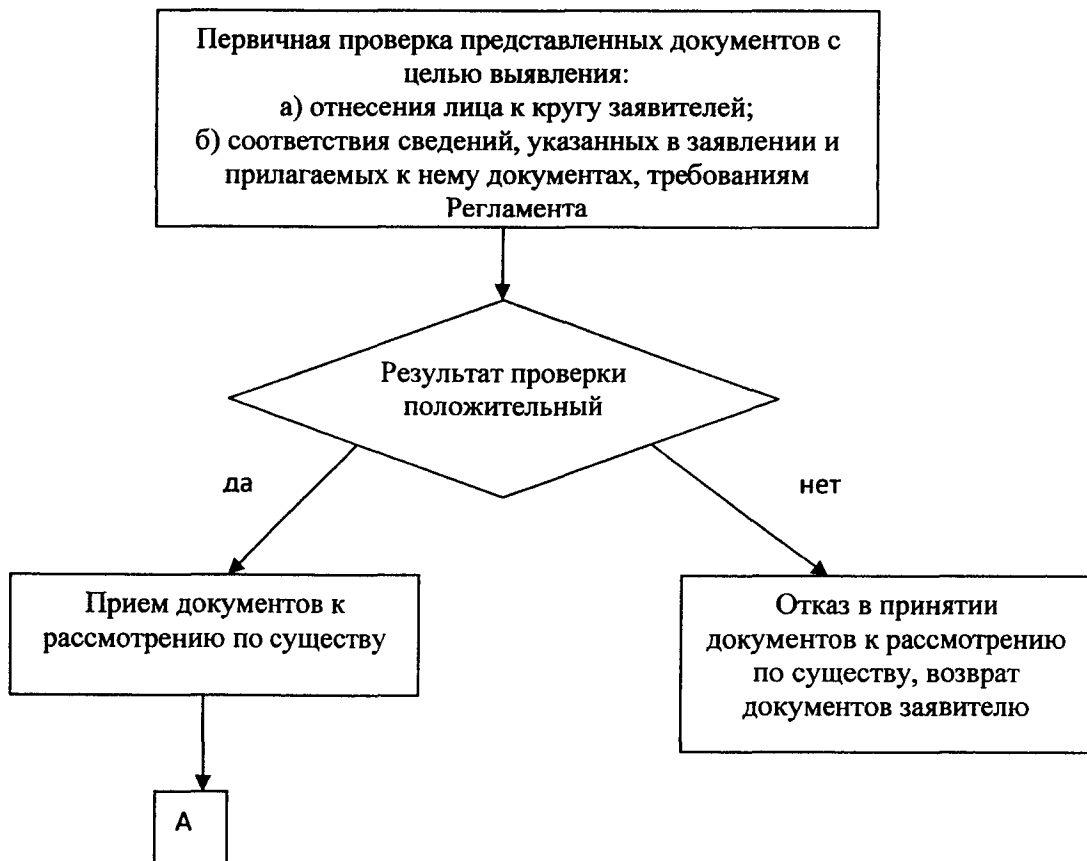 Первичная проверка представленных документов с
целью выявления:
а) отнесения лица к кругу заявителей;
б) соответствия сведений, указанных в заявлении и
прилагаемых к нему документах, требованиям
Регламента
Результат проверки
положительный
да
нет
Прием документов к
рассмотрению по существу
Отказ в принятии
документов к рассмотрению
по существу, возврат
документов заявителю
А